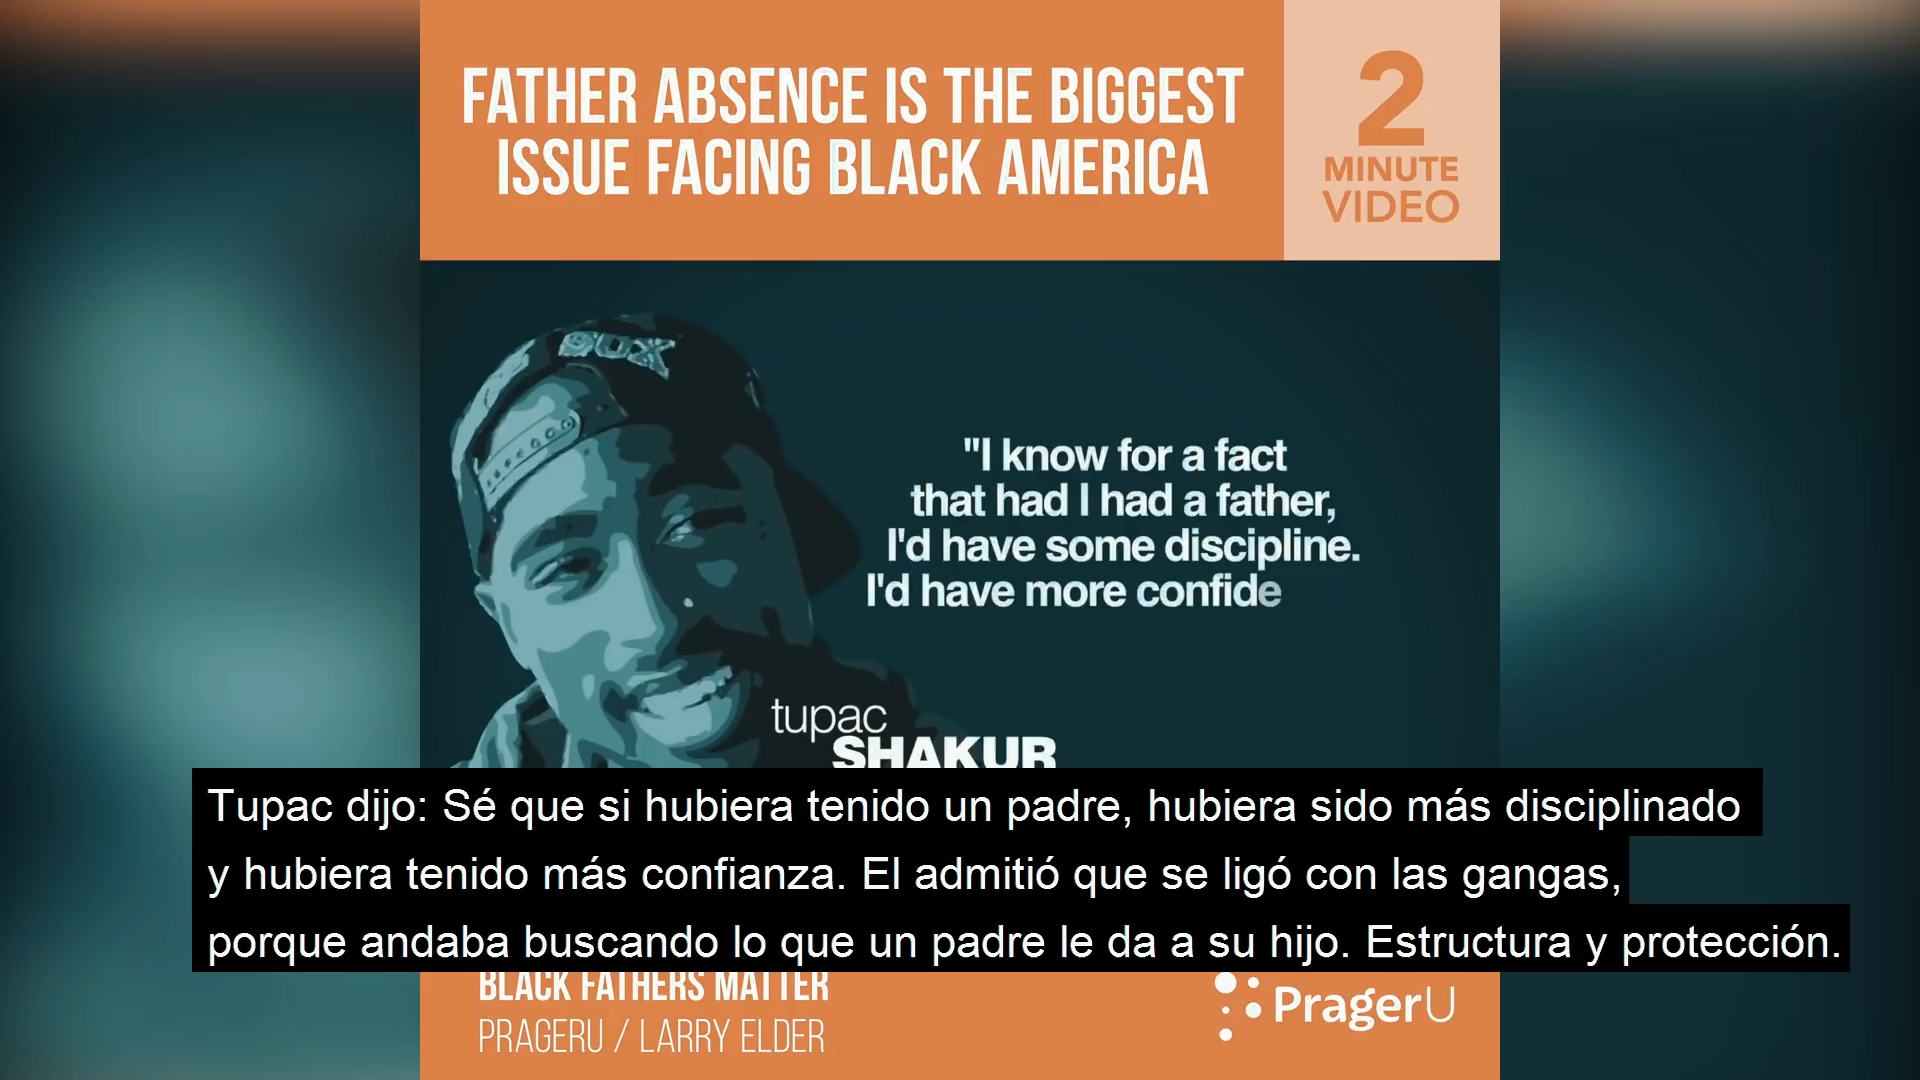 FATHER ABSENCE IS THE BIGGEST
ISSUE FACING BLACK AMERICA
2
MINUTE
VIDEO
"I know for a fact
that had I had a father,
I'd have some discipline.
I'd have more confide
tupac
SHAKUR
Tupac dijo: Sé que si hubiera tenido un padre, hubiera sido más disciplinado
y hubiera tenido más confianza. El admitió que se ligó con las gangas,
porque andaba buscando lo que un padre le da a su hijo. Estructura y protección.
BLACK FATHERS MATTER
PRAGERU / LARRY ELDER
PragerU